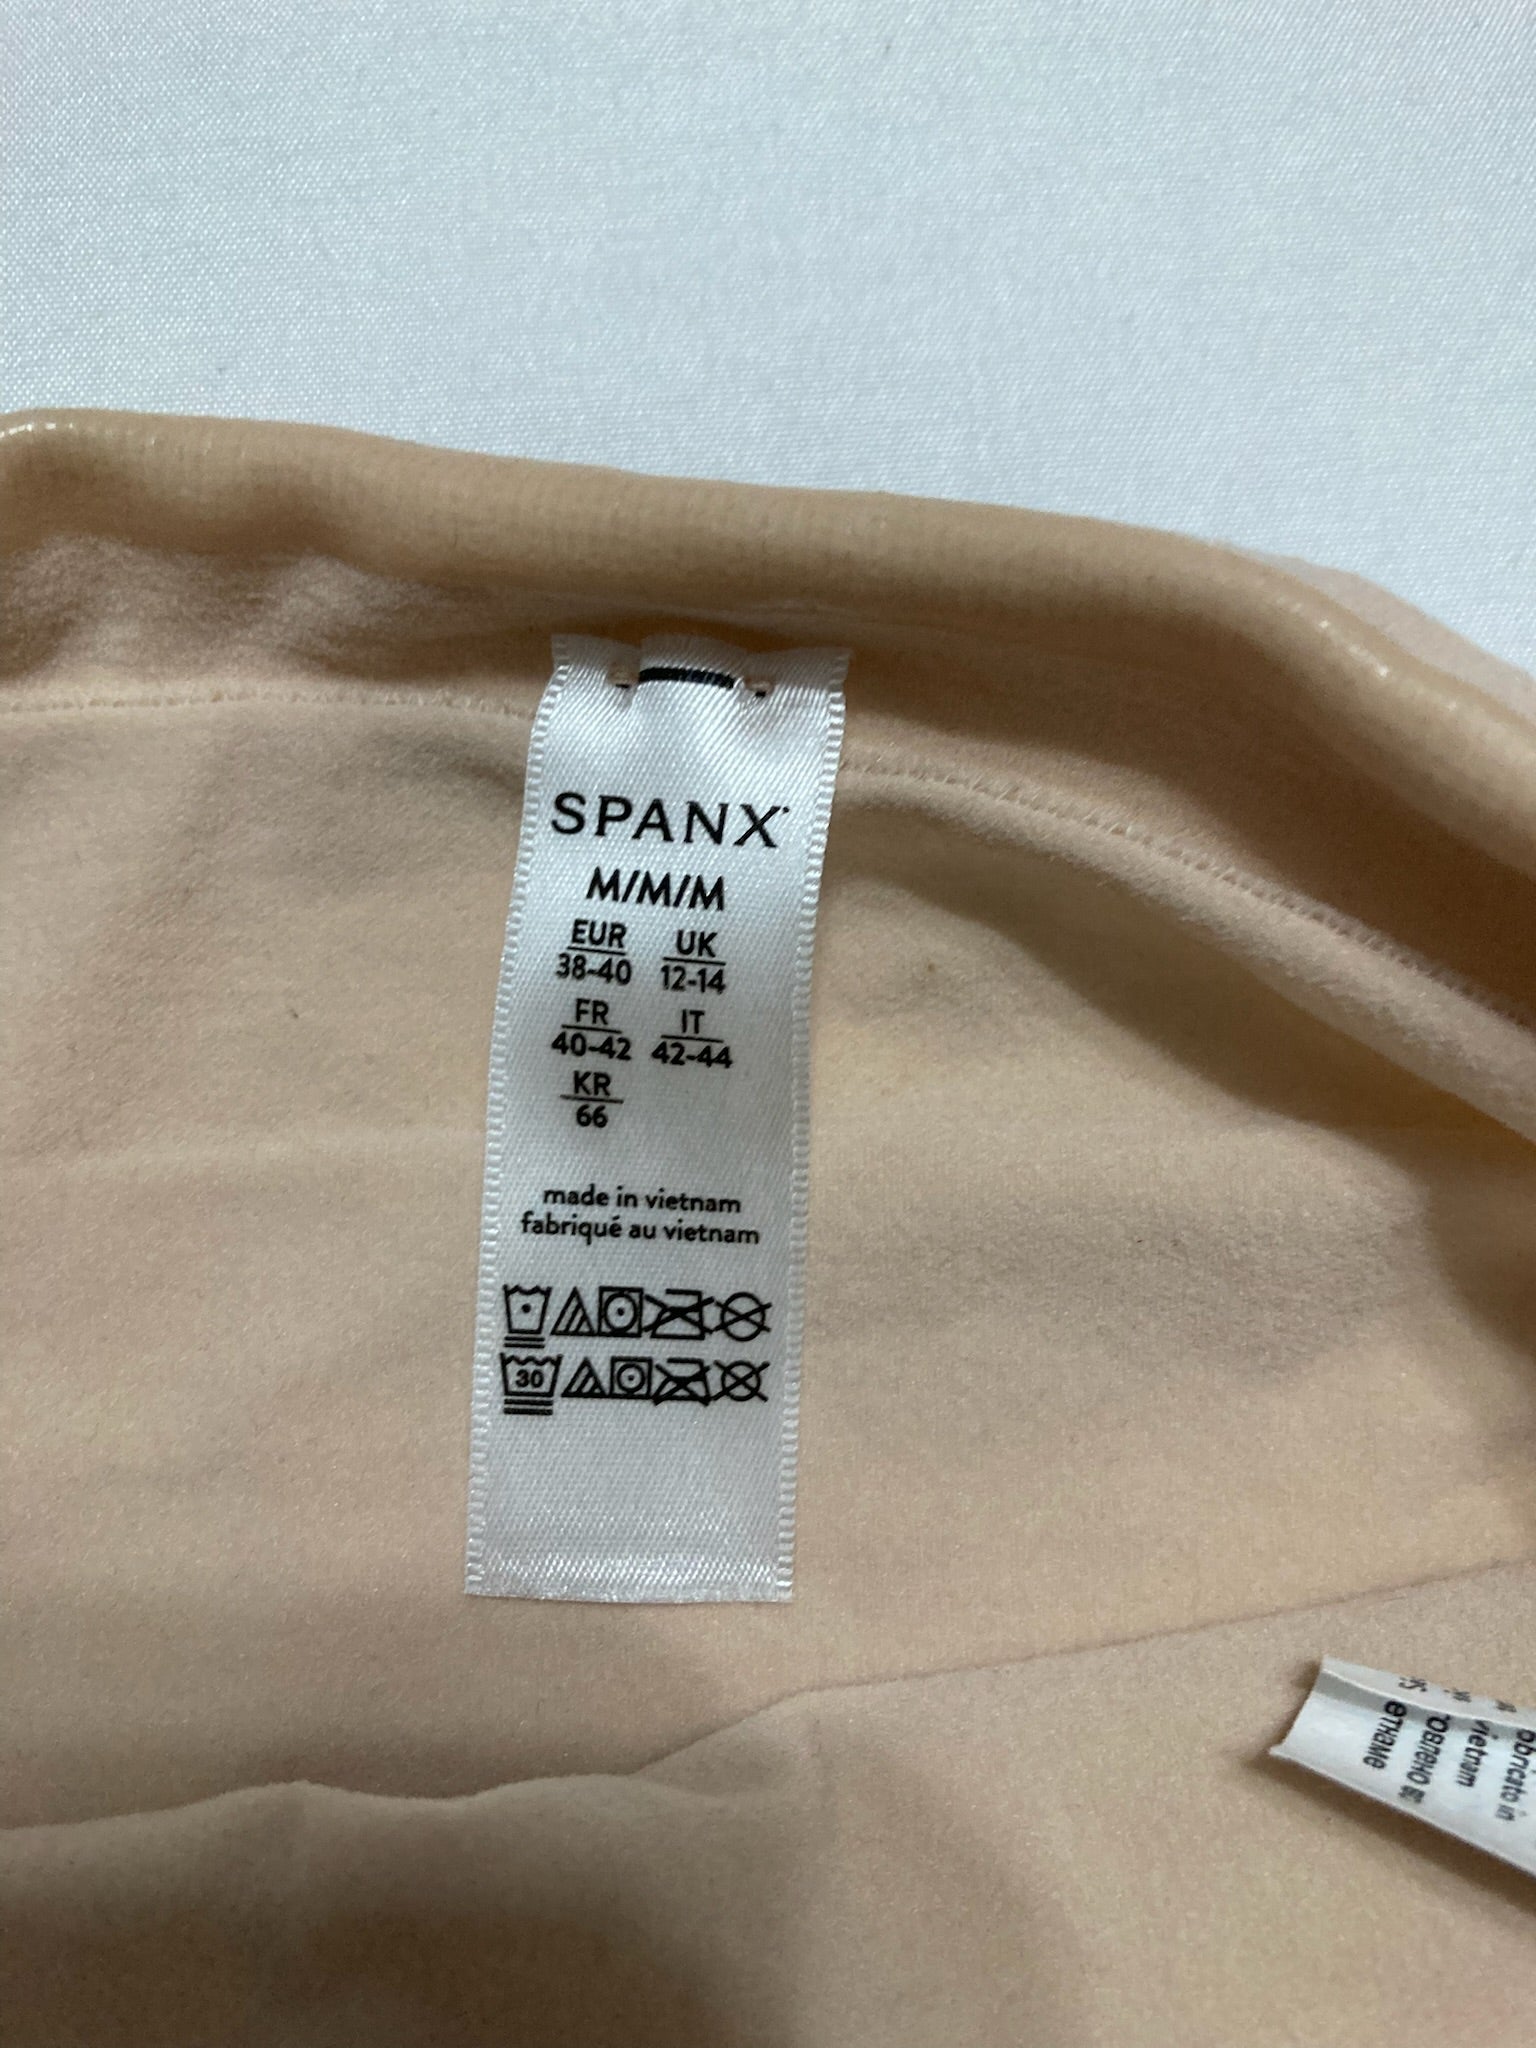 SPANX
M/M/M
EUR UK
38-40 12-14
FR IT
40-42 42-44
KR
66
made in vietnam
fabriqué au vietnam
30
vietnam